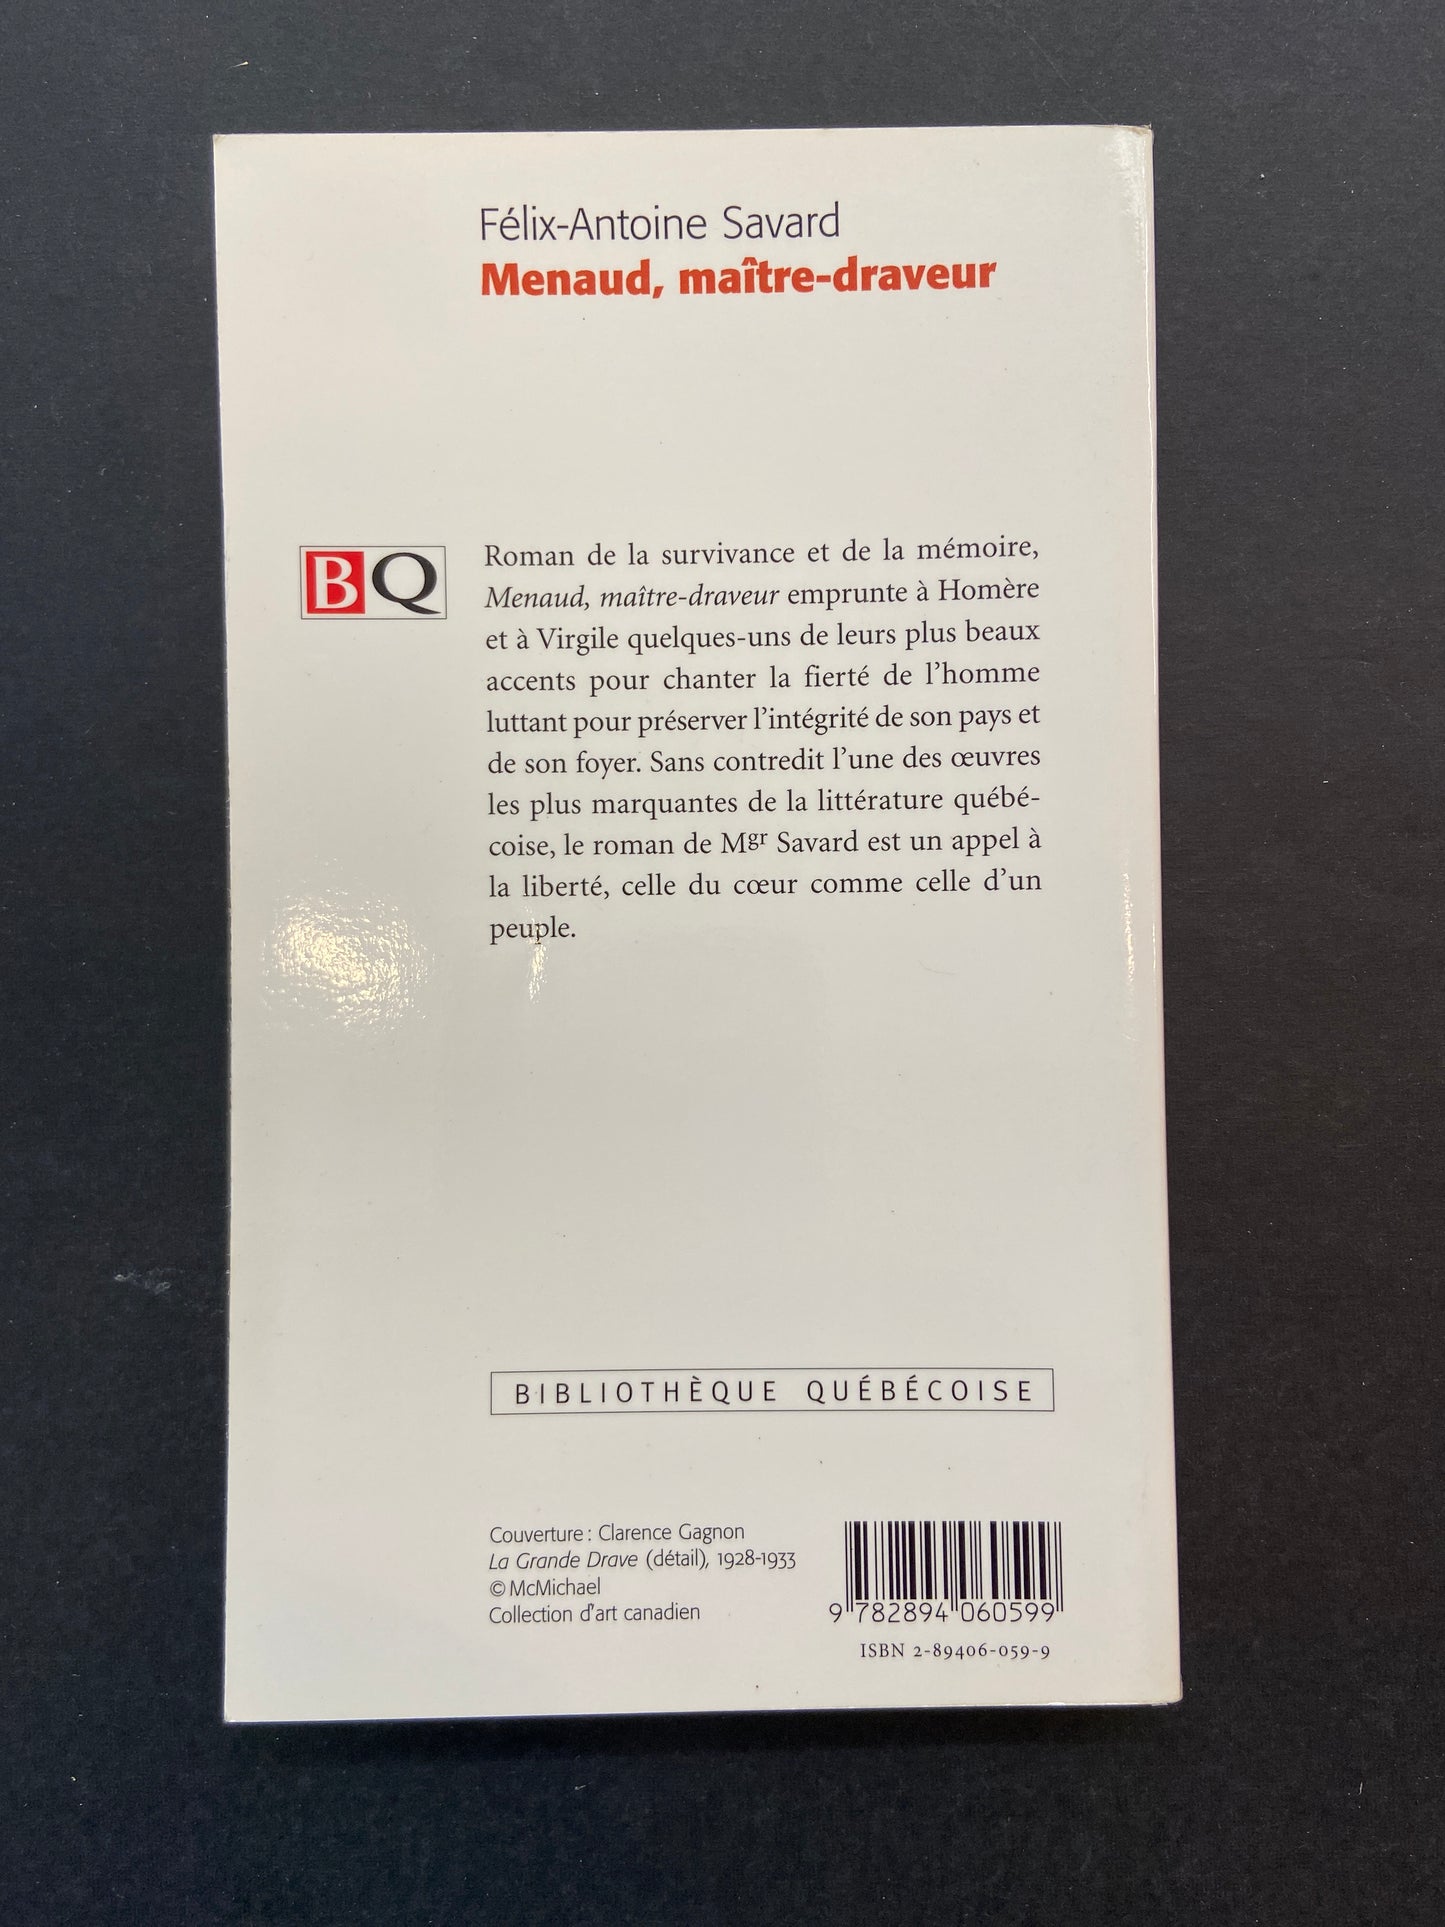 Félix-Antoine Savard
Menaud, maître-draveur
BQ
Roman de la survivance et de la mémoire,
Menaud, maître-draveur emprunte à Homère
et à Virgile quelques-uns de leurs plus beaux
accents pour chanter la fierté de l'homme
luttant pour préserver l'intégrité de son pays et
de son foyer. Sans contredit l'une des œuvres
les plus marquantes de la littérature québé-
coise, le roman de Mgr Savard est un appel à
la liberté, celle du cœur comme celle d'un
peuple.
BIBLIOTHÈQUE QUÉBÉCOISE
Couverture : Clarence Gagnon
La Grande Drave (détail), 1928-1933
© McMichael
Collection d'art canadien
9 782894 060599
ISBN 2-89406-059-9